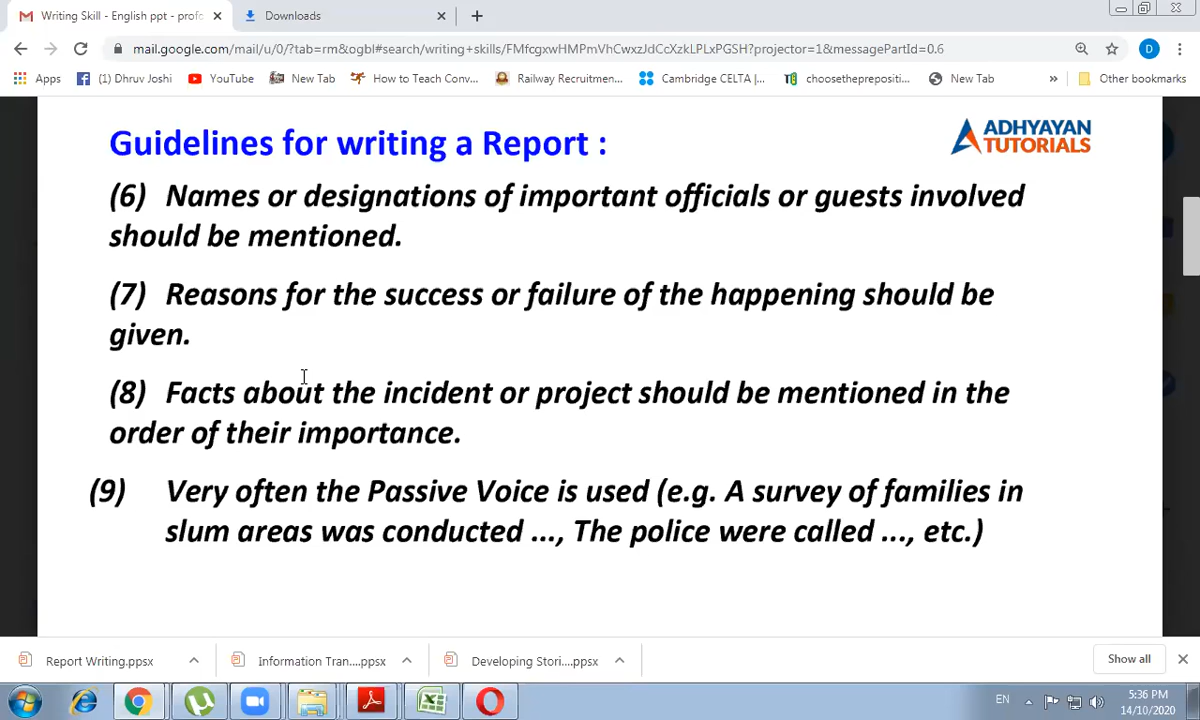 Writing Skill - English ppt - profo
Downloads
mail.google.com/mail/u/0/?tab=rm&ogbl#search/writing+skills/FMfcgxwHMPmVhCwxzJdCcXzkLPLxPGSH?projector=1&messagePartId=0.6
D
Apps
(1) Dhruv Joshi
YouTube
New Tab
How to Teach Conv...
Railway Recruitmen...
Cambridge CELTA |...
choosetheprepositi...
New Tab
»
Other bookmarks
Guidelines for writing a Report :
ADHYAYAN
TUTORIALS
(6) Names or designations of important officials or guests involved
should be mentioned.
(7) Reasons for the success or failure of the happening should be
given.
(8) Facts about the incident or project should be mentioned in the
order of their importance.
(9) Very often the Passive Voice is used (e.g. A survey of families in
slum areas was conducted ..., The police were called ..., etc.)
Report Writing.ppsx
Information Tran....ppsx
Developing Stori....ppsx
Show all
EN
5:36 PM
14/10/2020